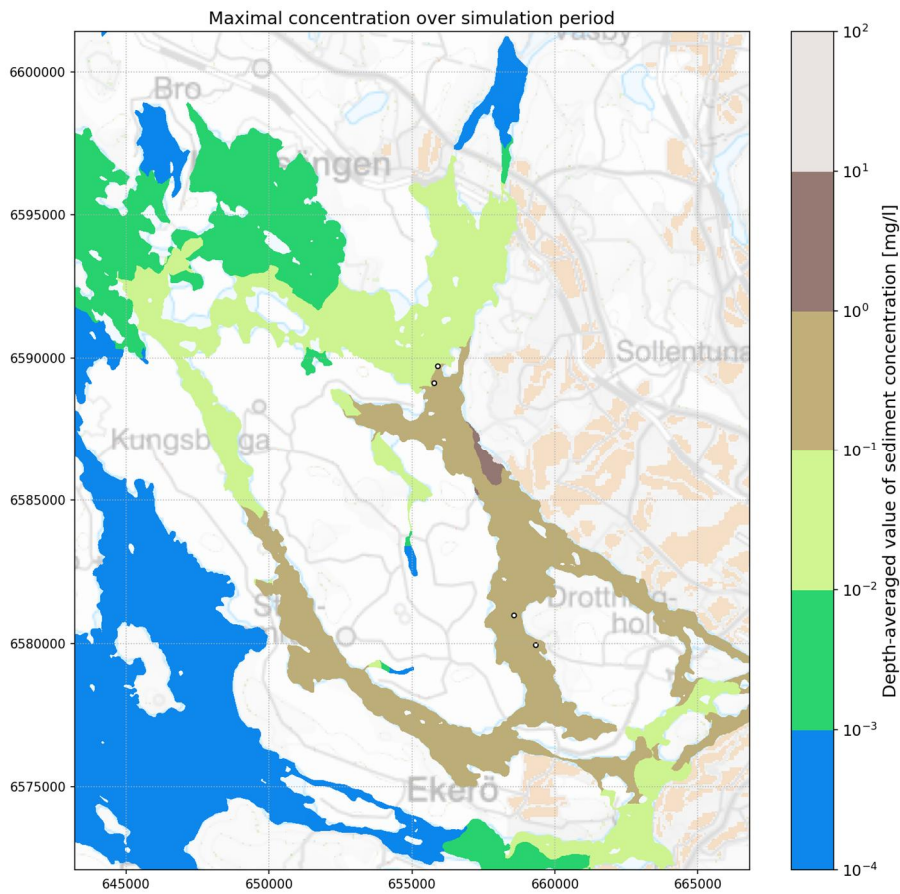 Maximal concentration over simulation period
10²
6600000
Bro
10¹
6595000
10⁰
6590000
Sollentuna
Kungsb
ga
10⁻¹
6585000
10⁻²
Drottning-
holm
6580000
10⁻³
6575000
Ekerö
10⁻⁴
645000 650000 655000 660000 665000
Depth-averaged value of sediment concentration [mg/l]